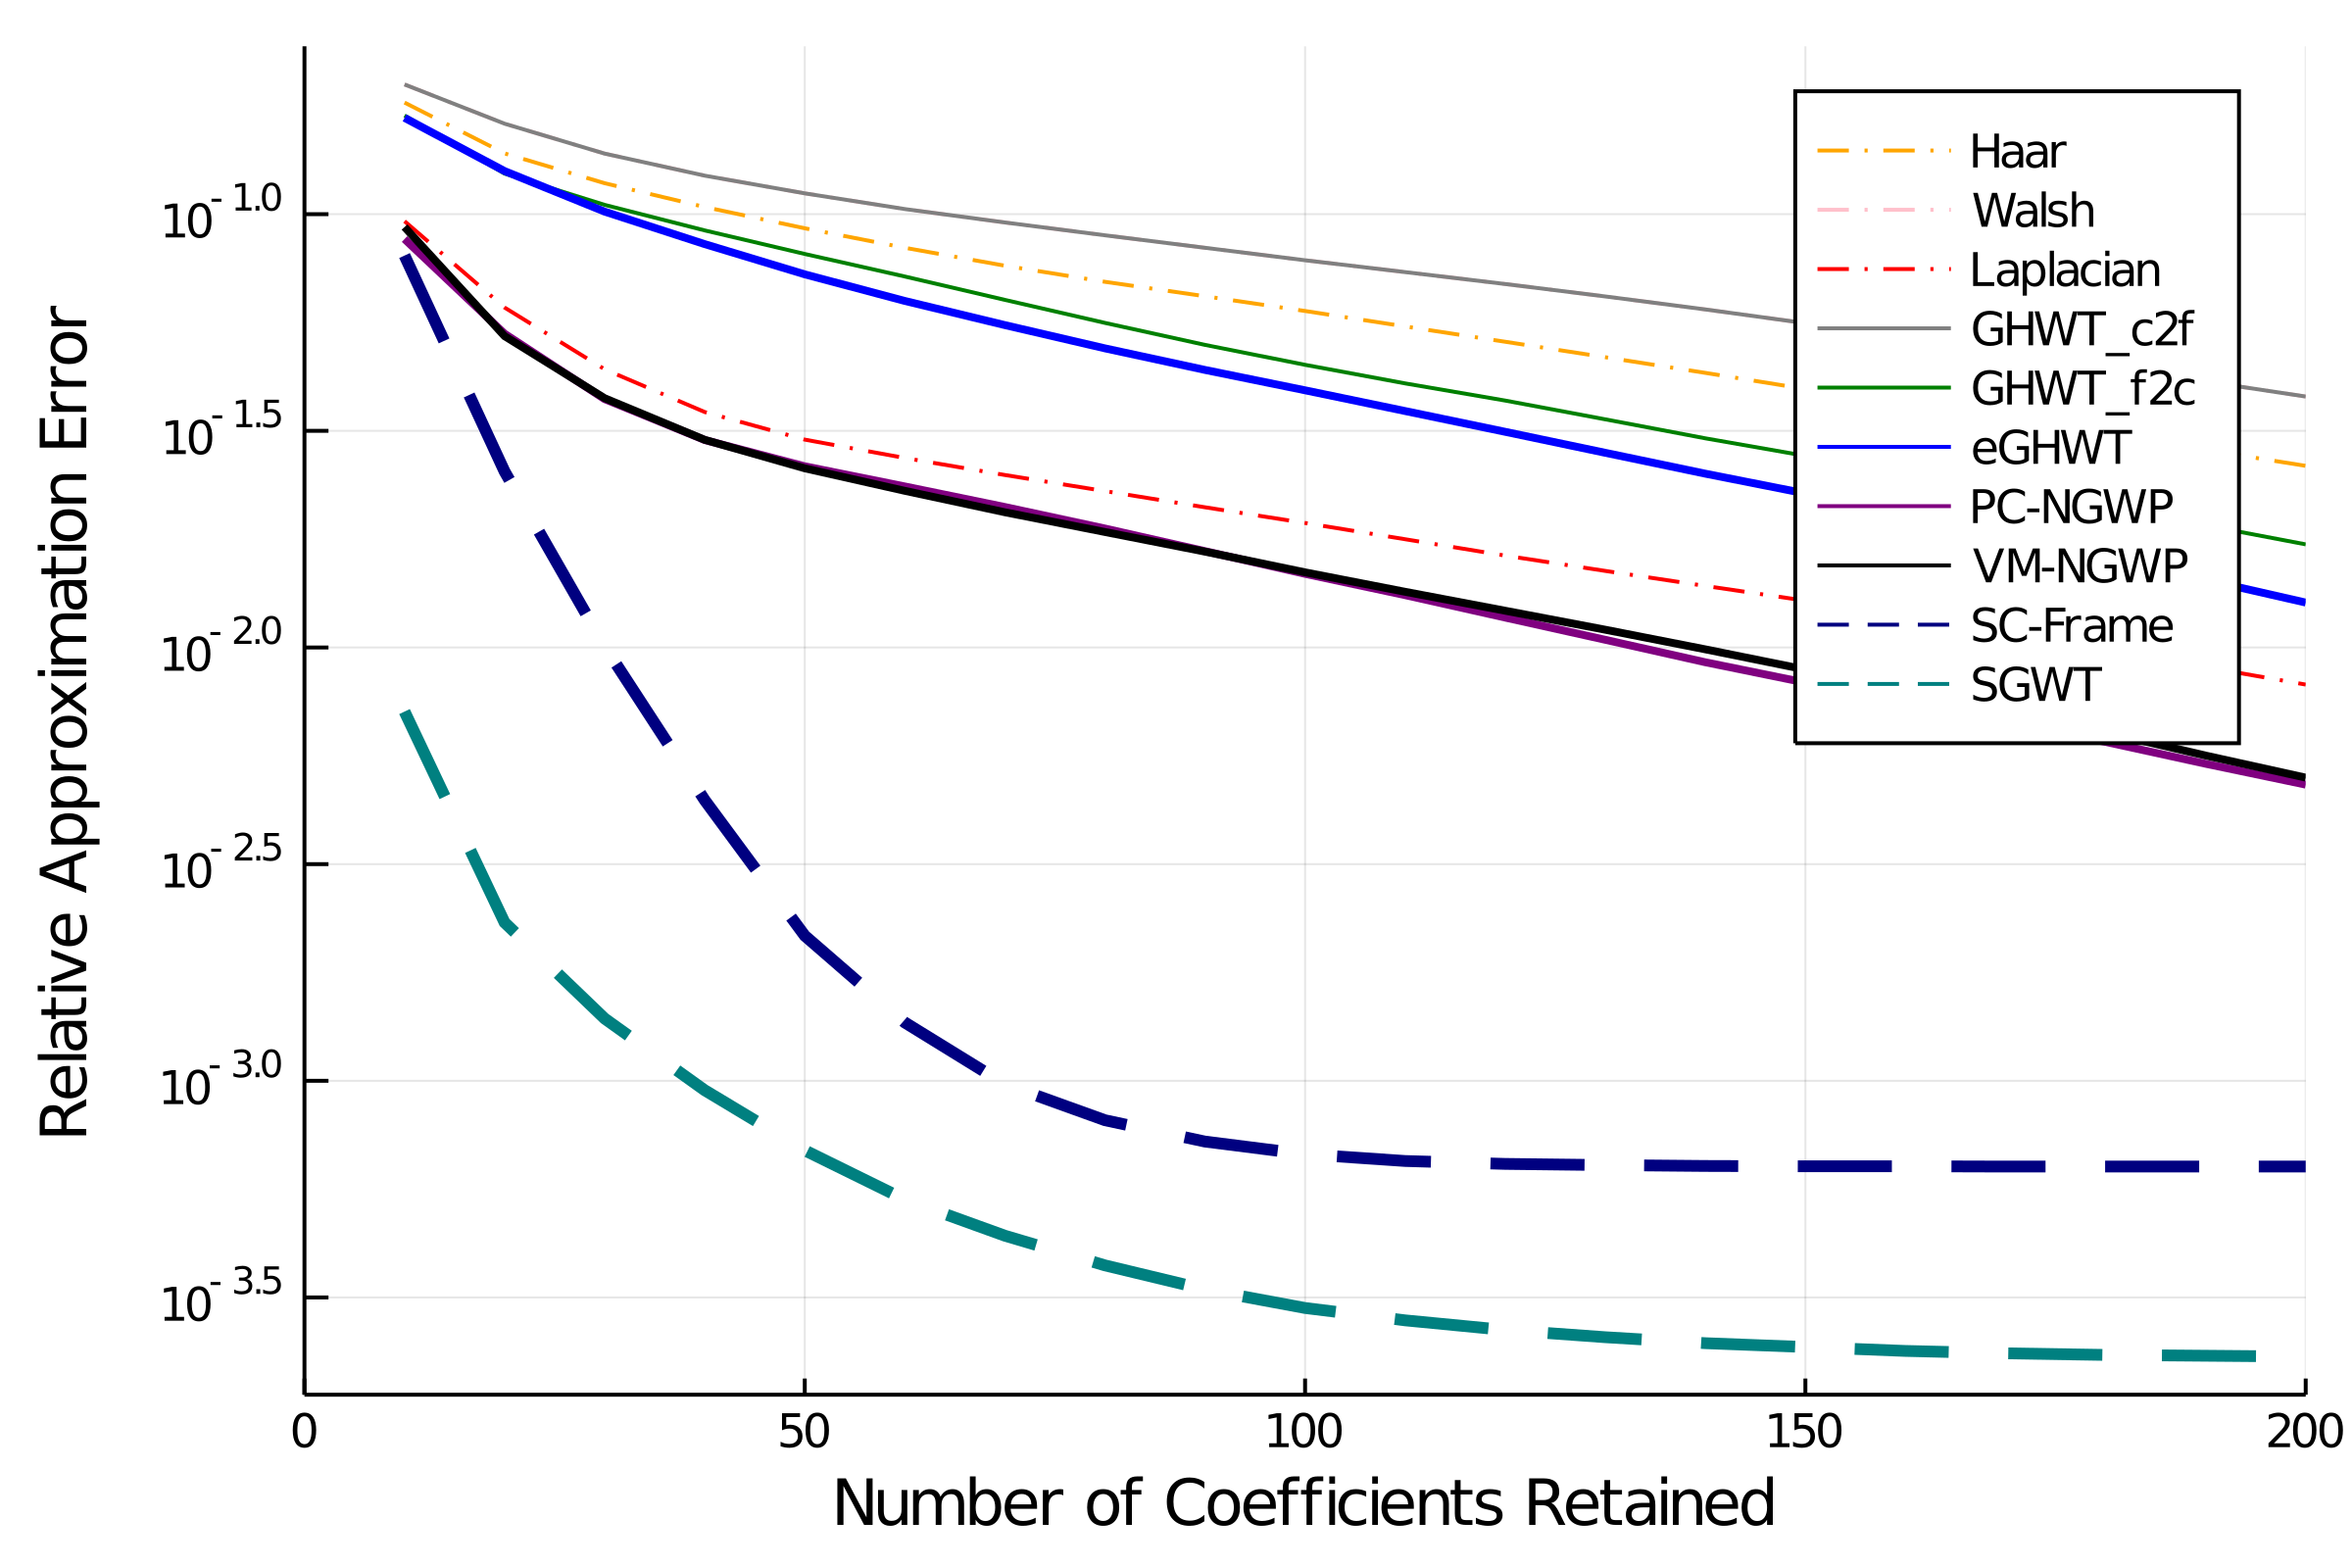 Relative Approximation Error
10^-1.0
10^-1.5
10^-2.0
10^-2.5
10^-3.0
10^-3.5
Haar
Walsh
Laplacian
GHWT_c2f
GHWT_f2c
eGHWT
PC-NGWP
VM-NGWP
SC-Frame
SGWT
0 50 100 150 200
Number of Coefficients Retained